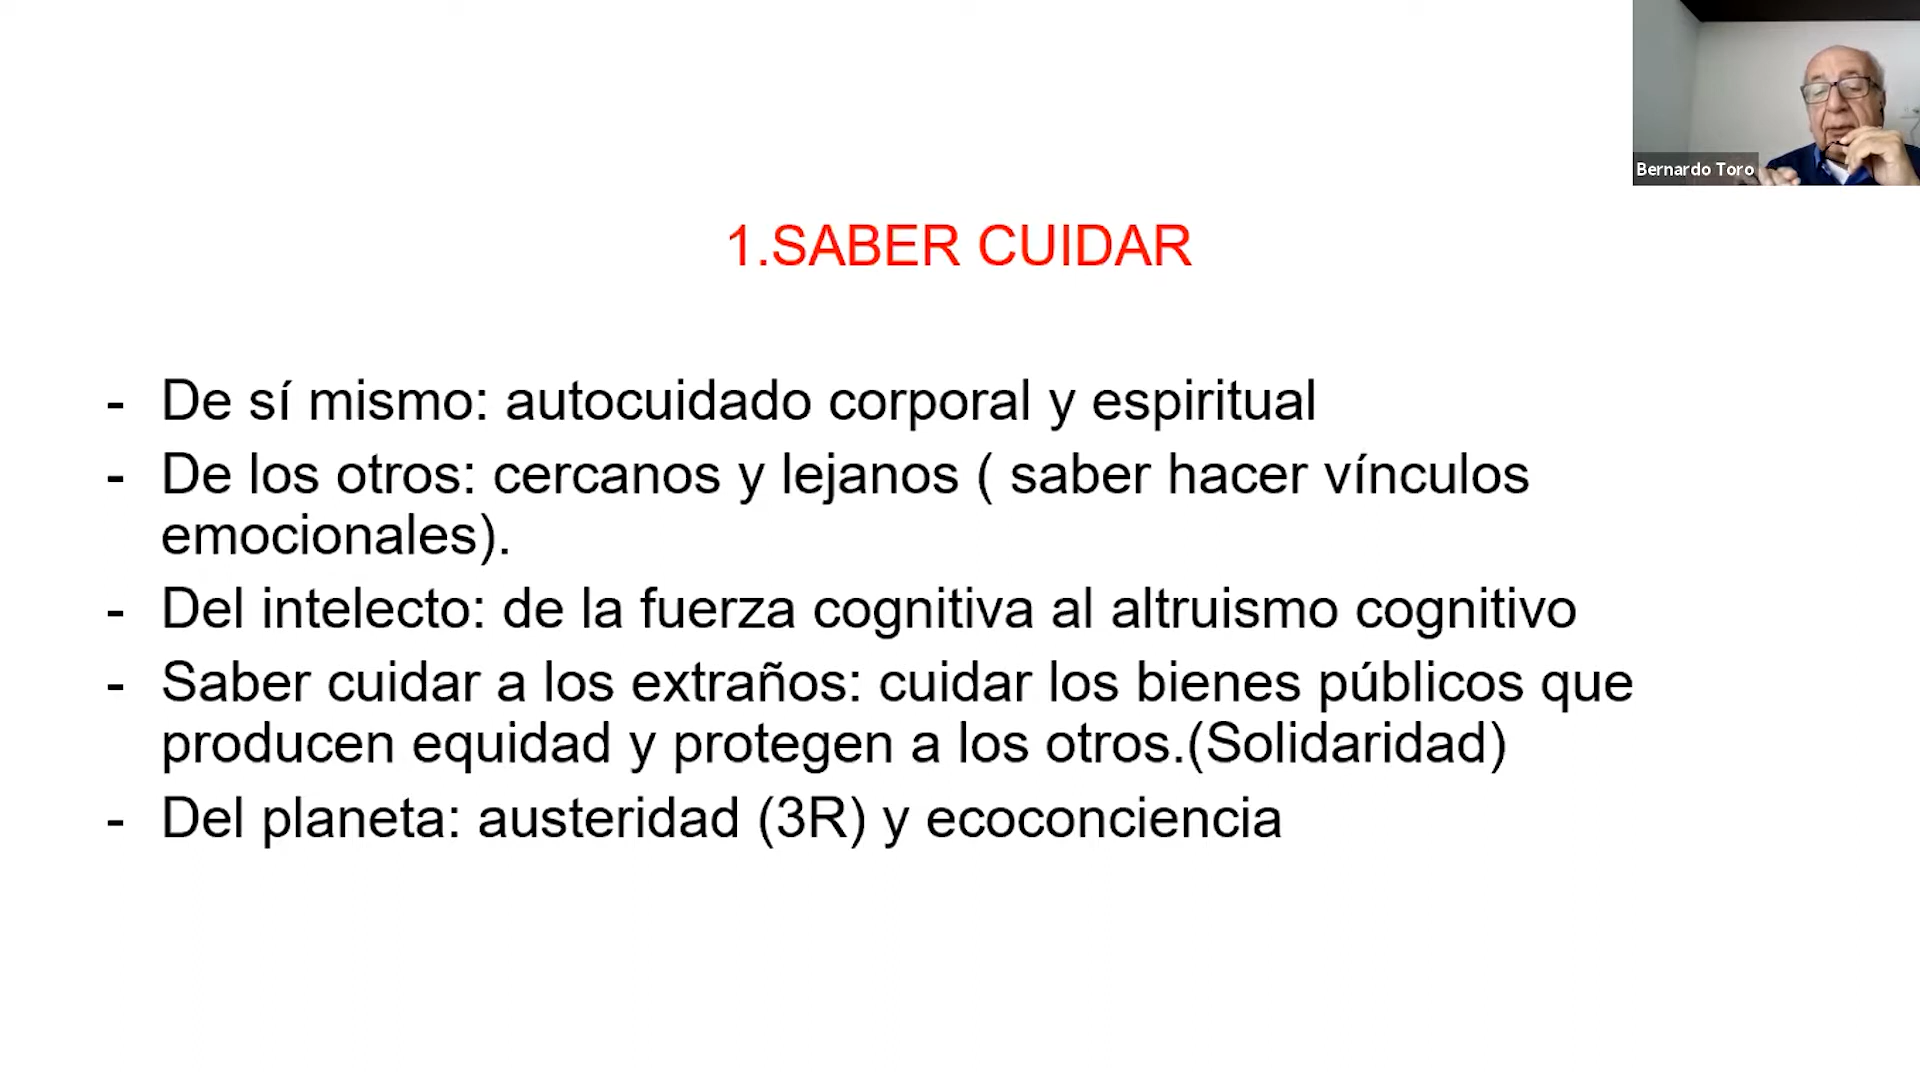 Bernardo Toro
1.SABER CUIDAR
- De sí mismo: autocuidado corporal y espiritual
- De los otros: cercanos y lejanos ( saber hacer vínculos
emocionales).
- Del intelecto: de la fuerza cognitiva al altruismo cognitivo
- Saber cuidar a los extraños: cuidar los bienes públicos que
producen equidad y protegen a los otros.(Solidaridad)
- Del planeta: austeridad (3R) y ecoconciencia